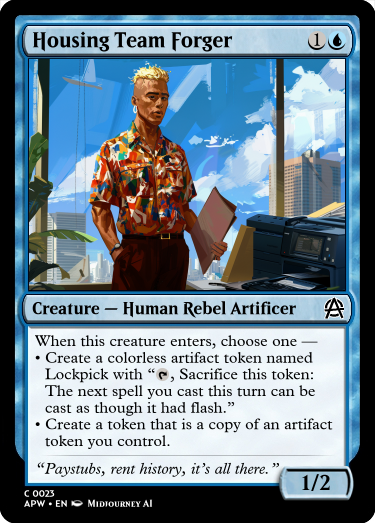 Housing Team Forger 1
Creature — Human Rebel Artificer
When this creature enters, choose one —
• Create a colorless artifact token named
Lockpick with “, Sacrifice this token:
The next spell you cast this turn can be
cast as though it had flash.”
• Create a token that is a copy of an artifact
token you control.
“Paystubs, rent history, it’s all there.”
1/2
C 0023
APW • EN Midjourney AI